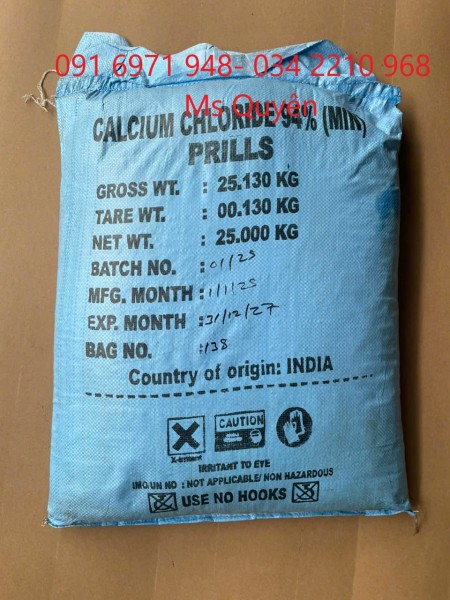 091 6971 948- 034 2210 968
Ms Quyên
CALCIUM CHLORIDE 94% (MIN)
PRILLS
GROSS WT. : 25.130 KG
TARE WT. : 00.130 KG
NET WT. : 25.000 KG
BATCH NO. : 01/25
MFG. MONTH : 1/1/25
EXP. MONTH : 31/12/27
BAG NO. : 138
Country of origin: INDIA
CAUTION
X-Irritant
IRRITANT TO EYE
IMO.UN NO : NOT APPLICABLE/ NON HAZARDOUS
USE NO HOOKS